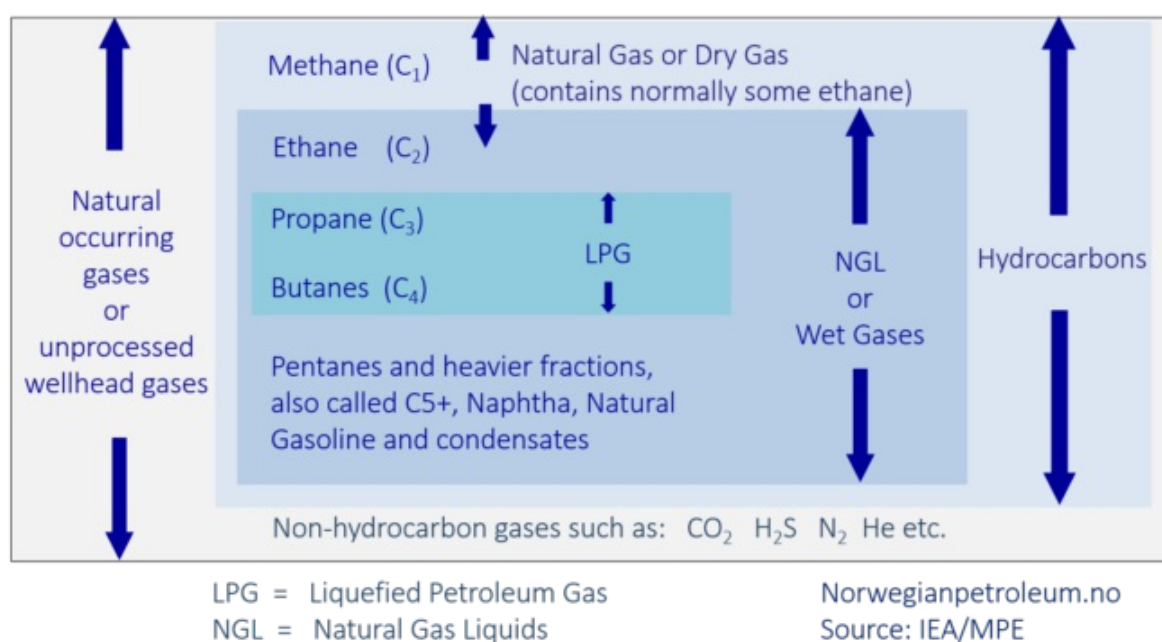 Methane (C₁)
Natural Gas or Dry Gas
(contains normally some ethane)
Ethane (C₂)
Natural
occurring
gases
or
unprocessed
wellhead gases
Propane (C₃)
LPG
Butanes (C₄)
NGL
or
Wet Gases
Hydrocarbons
Pentanes and heavier fractions,
also called C5+, Naphtha, Natural
Gasoline and condensates
Non-hydrocarbon gases such as: CO₂ H₂S N₂ He etc.
LPG = Liquefied Petroleum Gas
NGL = Natural Gas Liquids
Norwegianpetroleum.no
Source: IEA/MPE